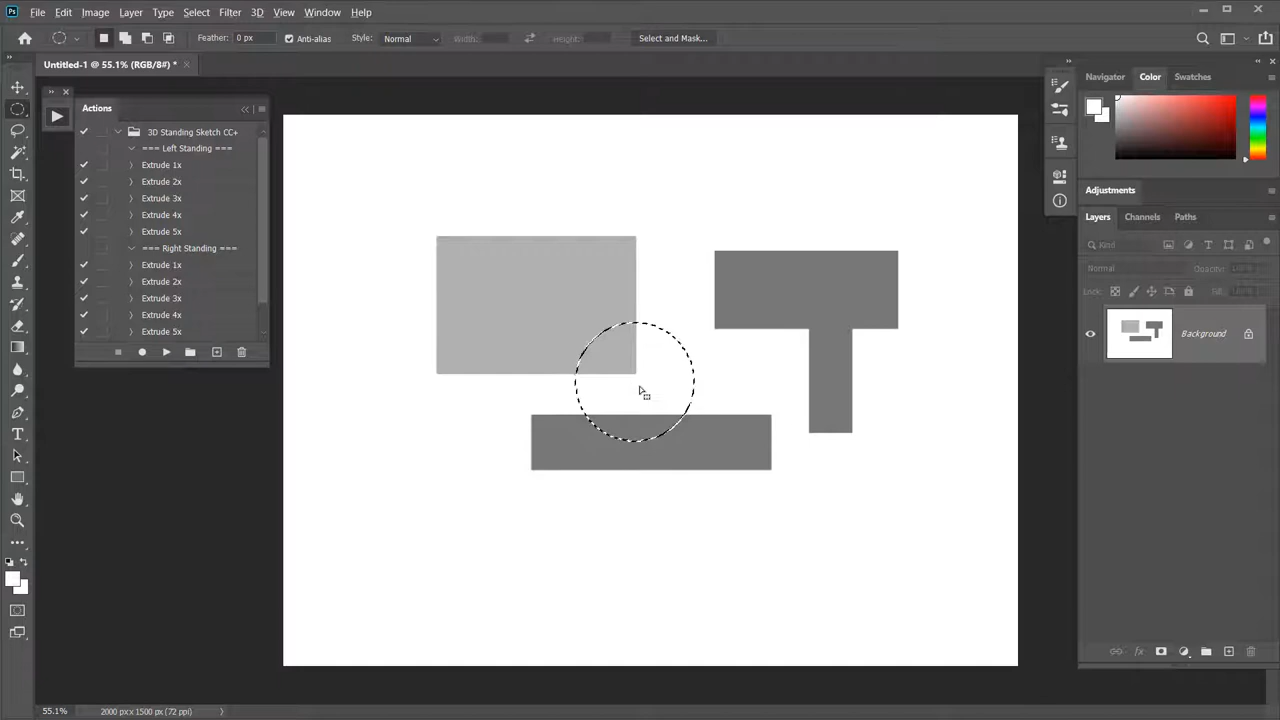 Ps File Edit Image Layer Type Select Filter 3D View Window Help
Feather: 0 px Anti-alias Style: Normal Width: Height: Select and Mask...
Untitled-1 @ 55.1% (RGB/8#) *
Actions
3D Standing Sketch CC+
=== Left Standing ===
Extrude 1x
Extrude 2x
Extrude 3x
Extrude 4x
Extrude 5x
=== Right Standing ===
Extrude 1x
Extrude 2x
Extrude 3x
Extrude 4x
Extrude 5x
Navigator Color Swatches
Adjustments
Layers Channels Paths
Kind
Normal Opacity:
Lock: Fill:
Background
55.1% 2000 px x 1500 px (72 ppi)